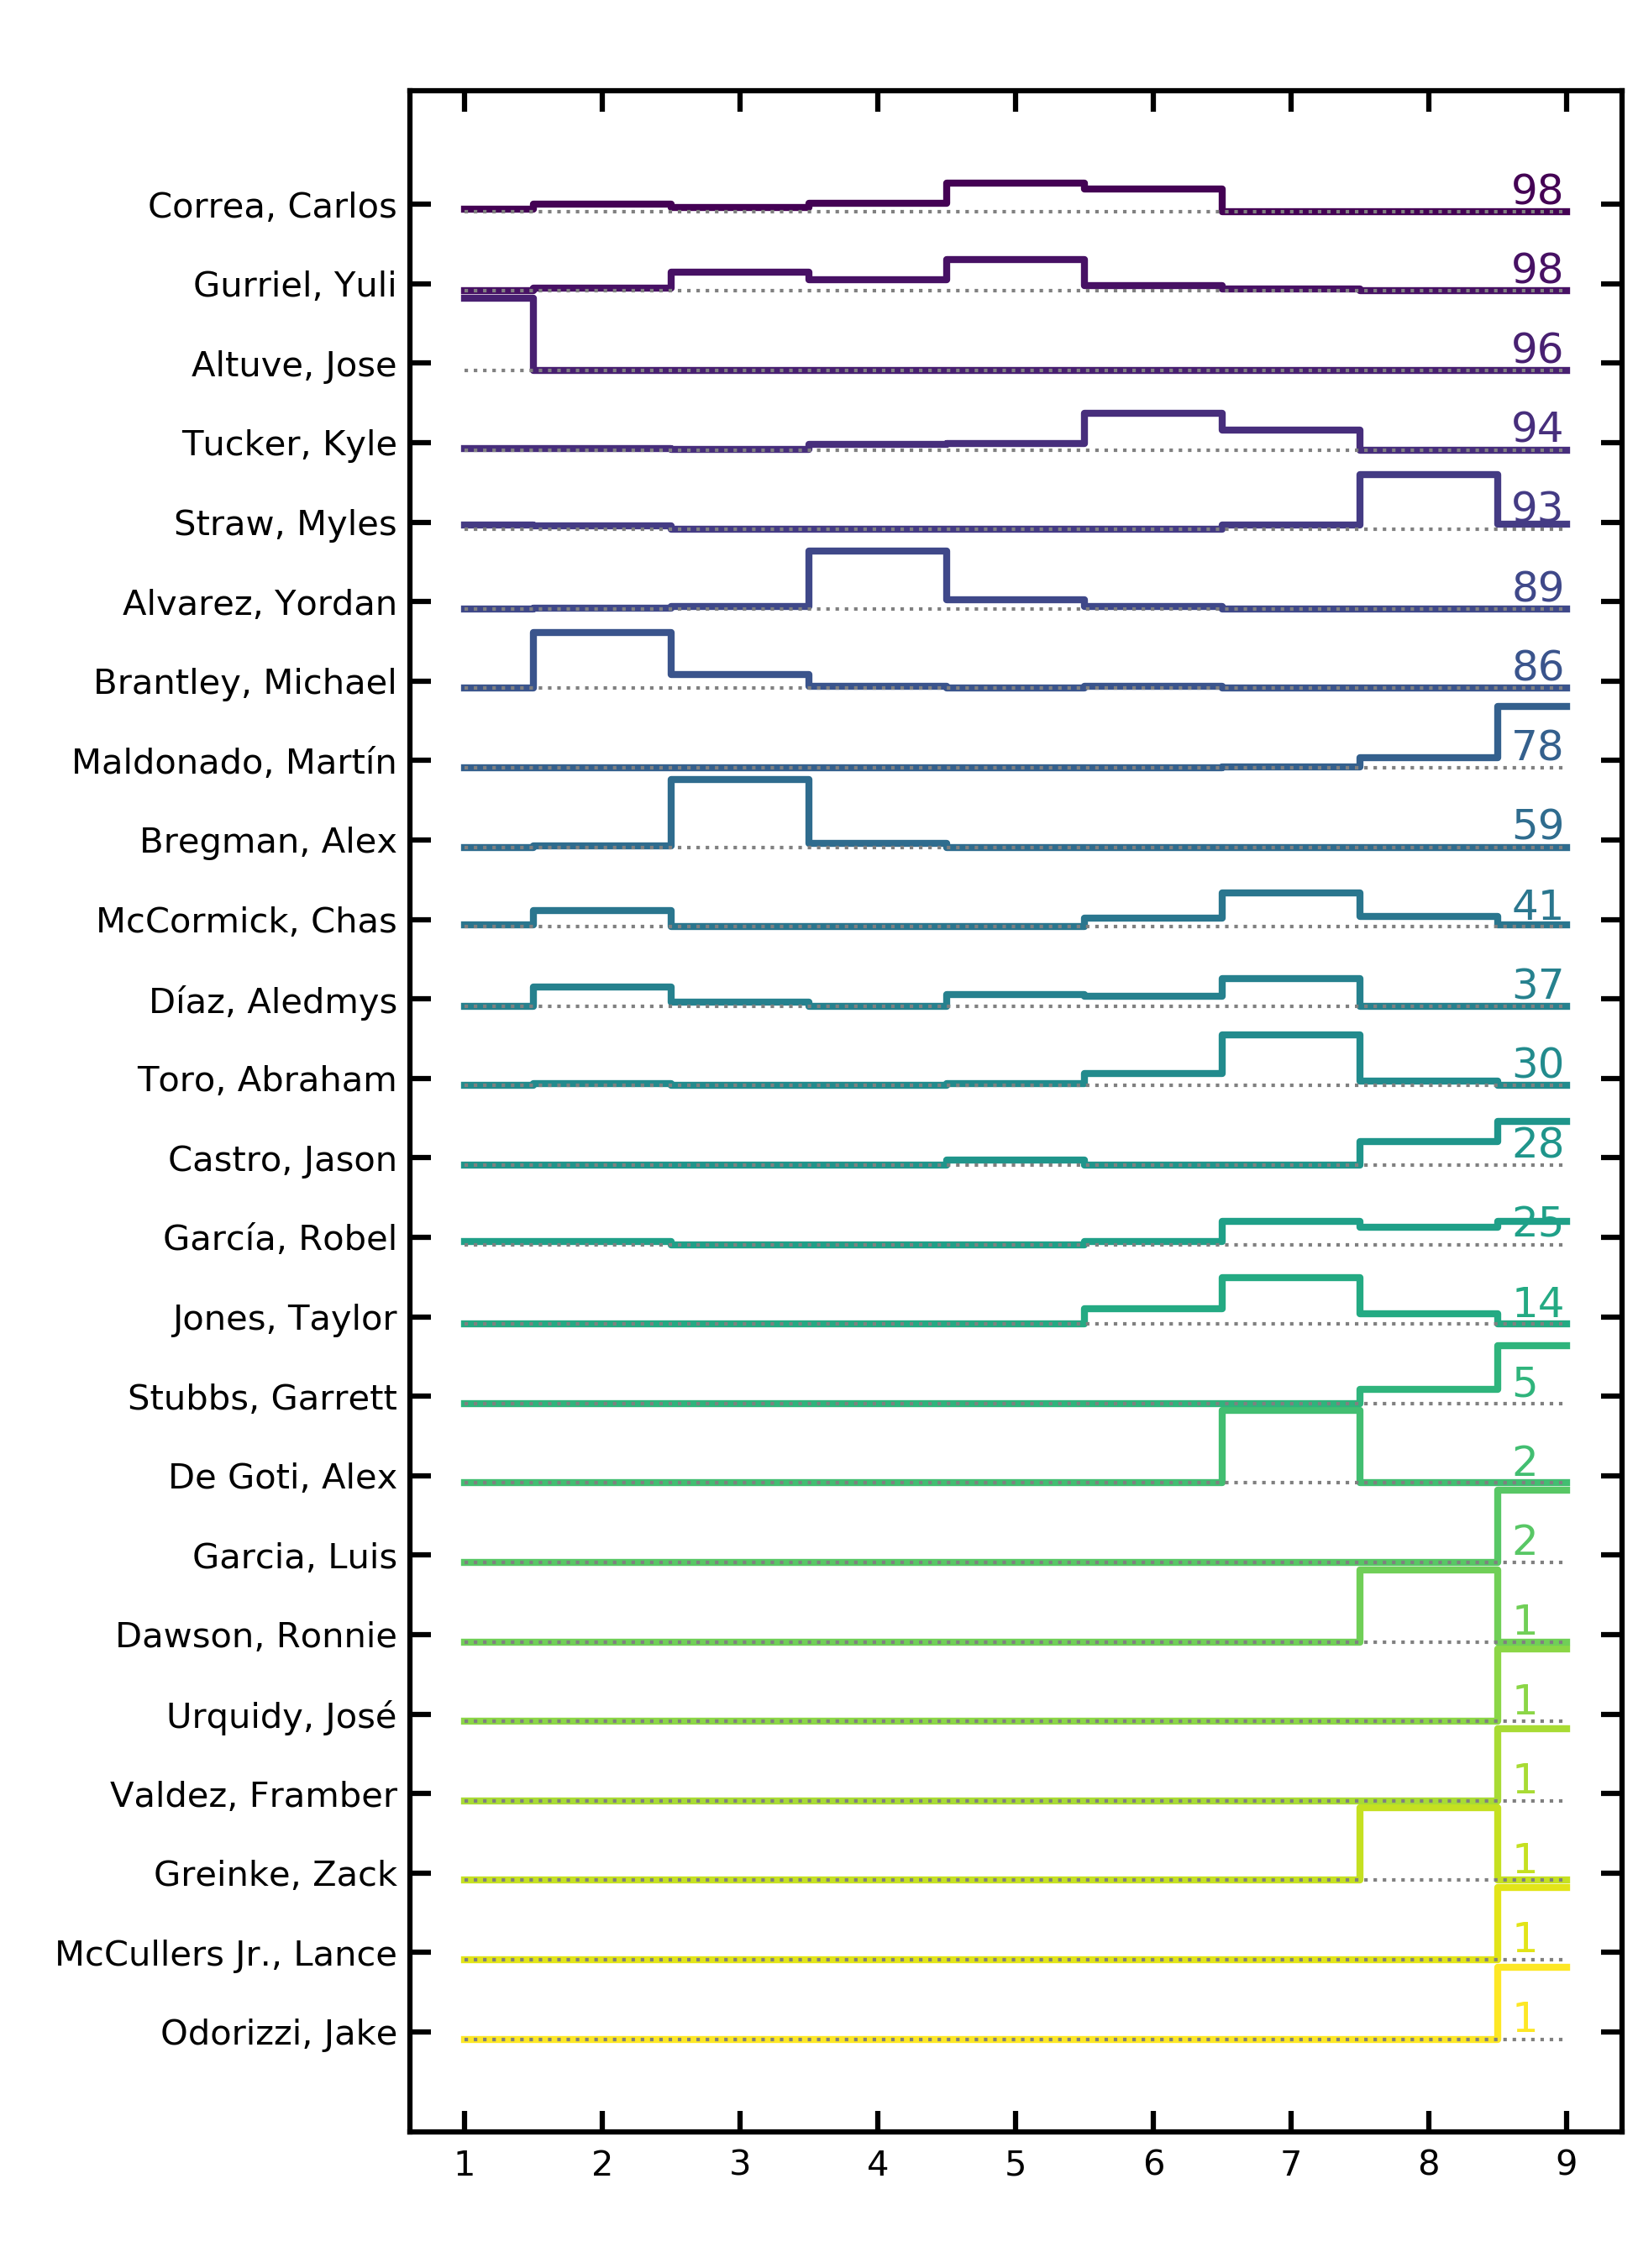 Correa, Carlos 98
Gurriel, Yuli 98
Altuve, Jose 96
Tucker, Kyle 94
Straw, Myles 93
Alvarez, Yordan 89
Brantley, Michael 86
Maldonado, Martín 78
Bregman, Alex 59
McCormick, Chas 41
Díaz, Aledmys 37
Toro, Abraham 30
Castro, Jason 28
García, Robel 25
Jones, Taylor 14
Stubbs, Garrett 5
De Goti, Alex 2
Garcia, Luis 2
Dawson, Ronnie 1
Urquidy, José 1
Valdez, Framber 1
Greinke, Zack 1
McCullers Jr., Lance 1
Odorizzi, Jake 1
1 2 3 4 5 6 7 8 9